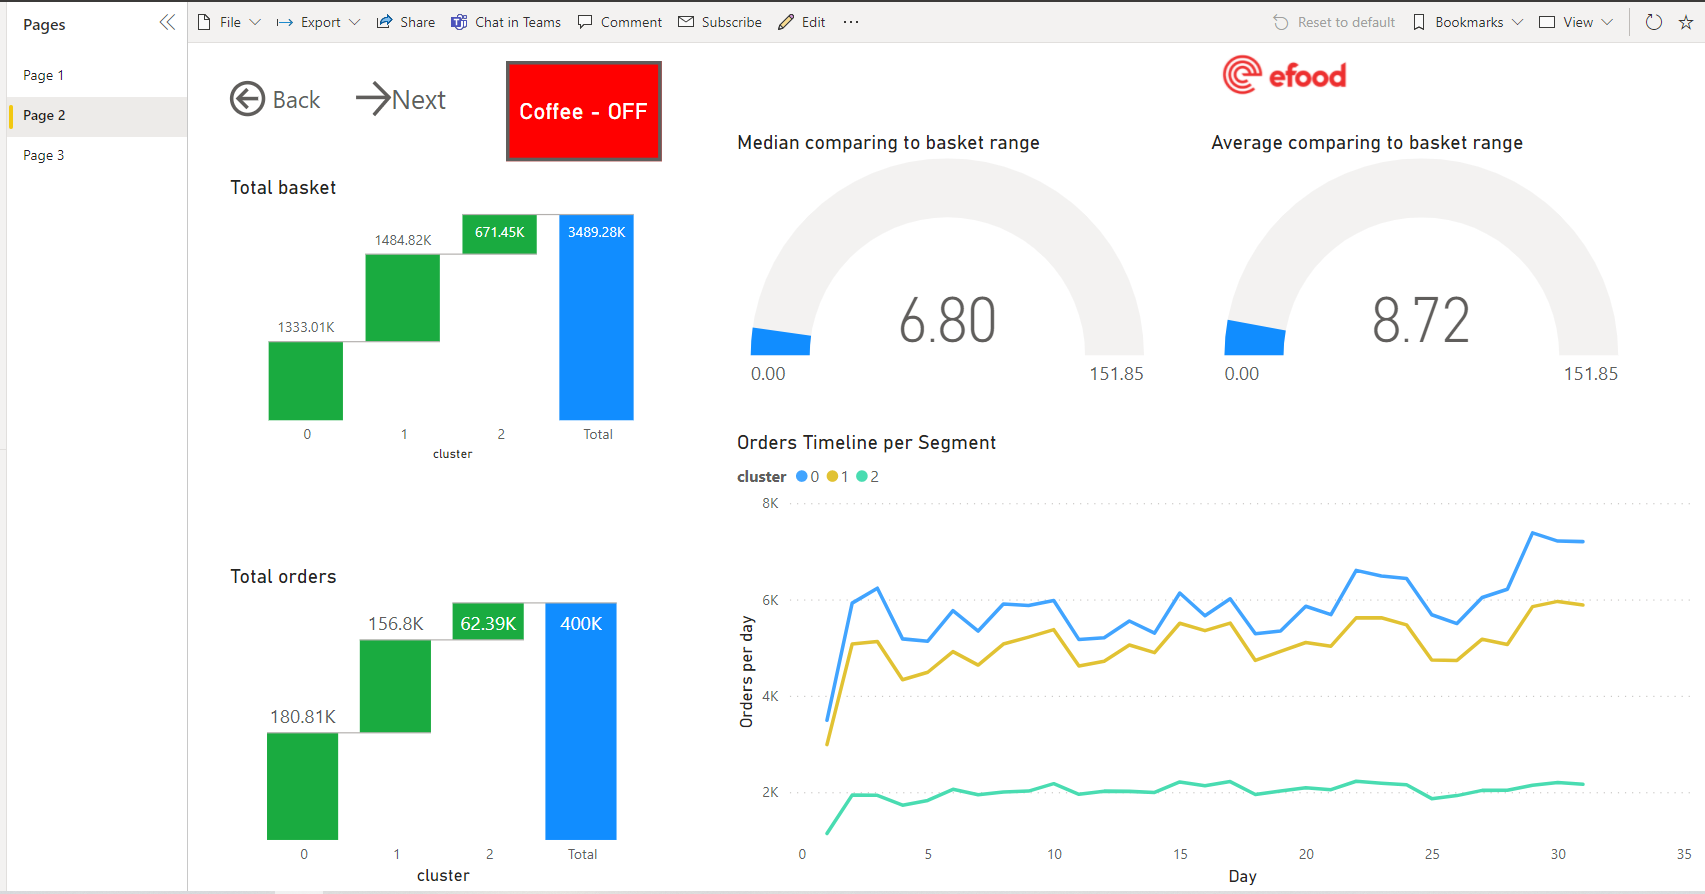 Pages
Page 1
Page 2
Page 3
File Export Share Chat in Teams Comment Subscribe Edit ... Reset to default Bookmarks View
Back Next
Coffee - OFF
efood
Total basket
1333.01K
1484.82K
671.45K
3489.28K
0 1 2 Total
cluster
Median comparing to basket range
6.80
0.00 151.85
Average comparing to basket range
8.72
0.00 151.85
Total orders
180.81K
156.8K
62.39K
400K
0 1 2 Total
cluster
Orders Timeline per Segment
cluster 0 1 2
8K
6K
4K
2K
Orders per day
0 5 10 15 20 25 30 35
Day